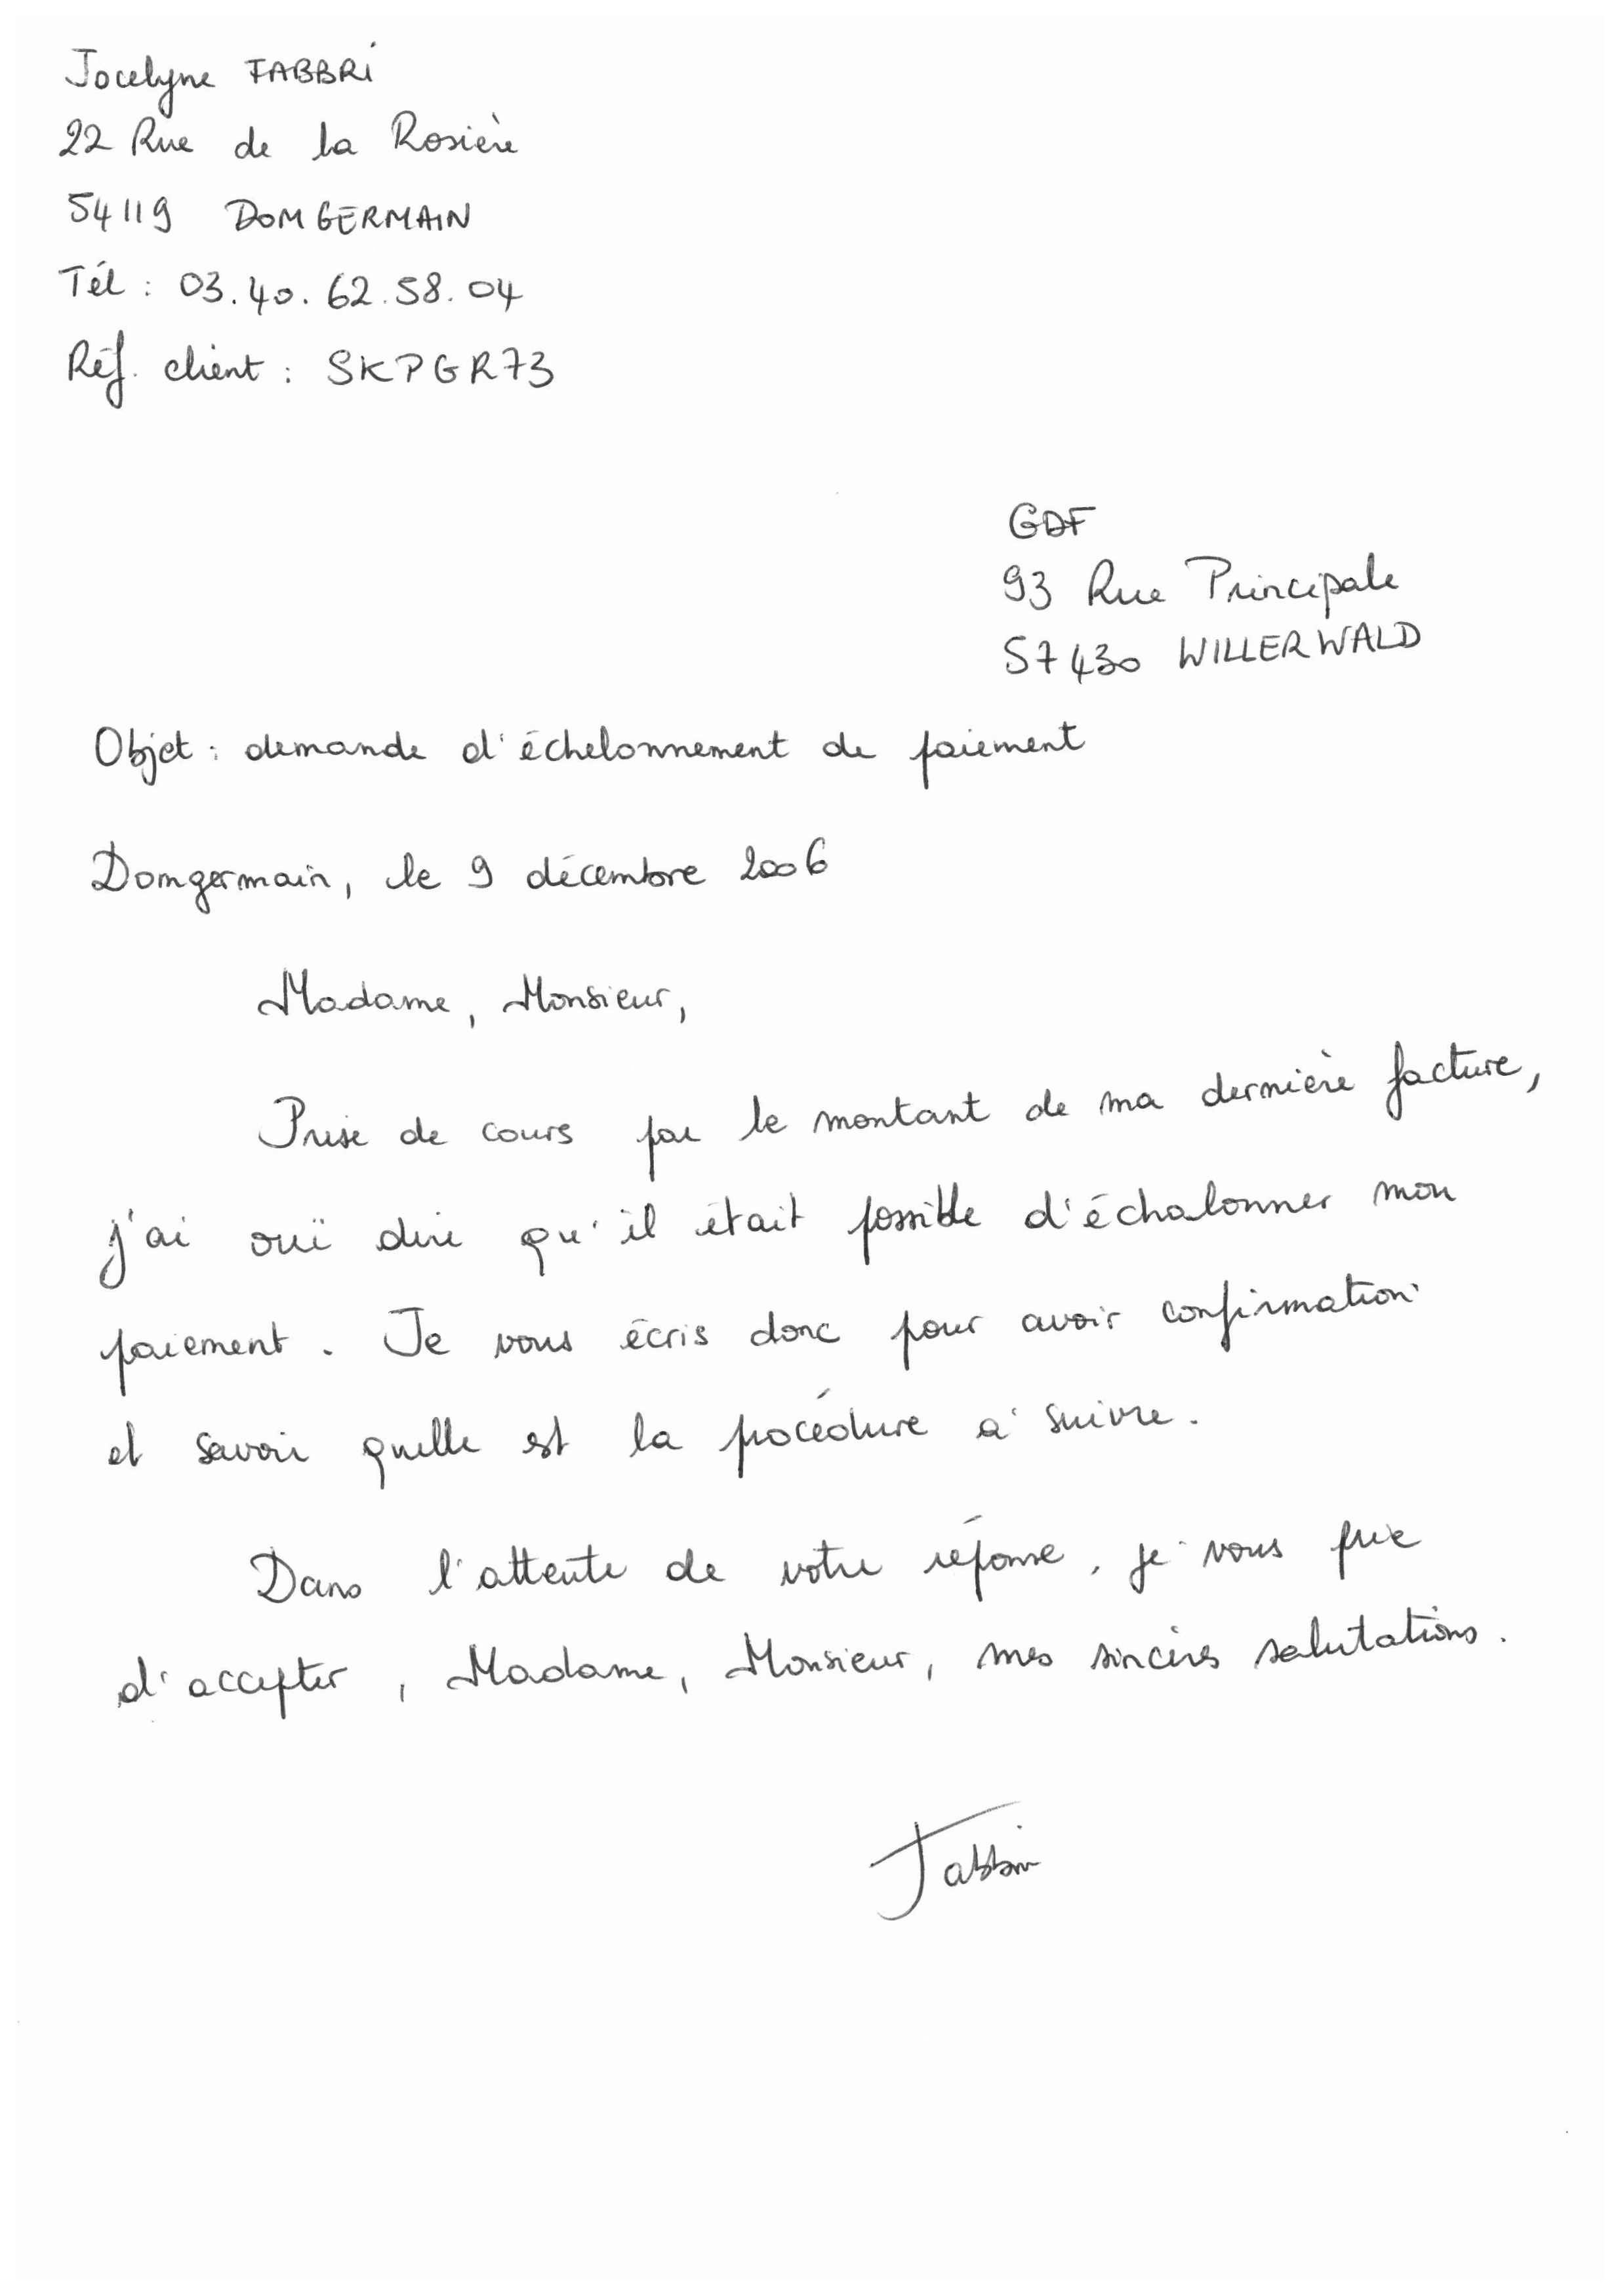 Jocelyne FABBRI
22 Rue de la Rosière
54119 DOMGERMAIN
Tél : 03.40.62.58.04
Réf. client : SKPGR73
GDF
93 Rue Principale
57430 WILLERWALD
Objet : demande d'échelonnement de paiement
Domgermain, le 9 décembre 2006
Madame, Monsieur,
Prise de cours par le montant de ma dernière facture,
j'ai ouï dire qu'il était possible d'échalonner mon
paiement. Je vous écris donc pour avoir confirmation
et savoir quelle est la procédure à suivre.
Dans l'attente de votre réponse, je vous prie
d'accepter, Madame, Monsieur, mes sincères salutations.
Fabbri